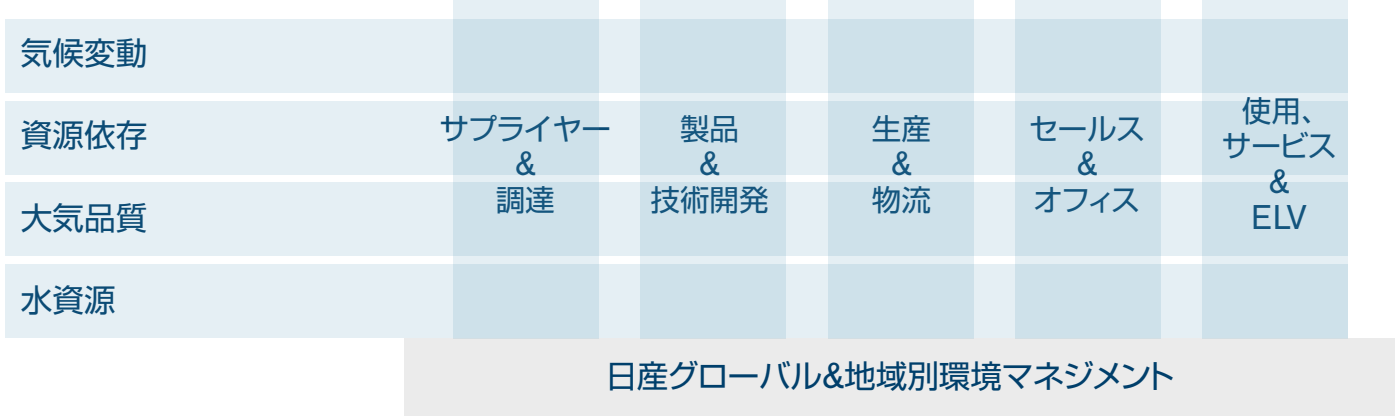 気候変動
資源依存
大気品質
水資源
サプライヤー
&
調達
製品
&
技術開発
生産
&
物流
セールス
&
オフィス
使用、
サービス
&
ELV
日産グローバル&地域別環境マネジメント